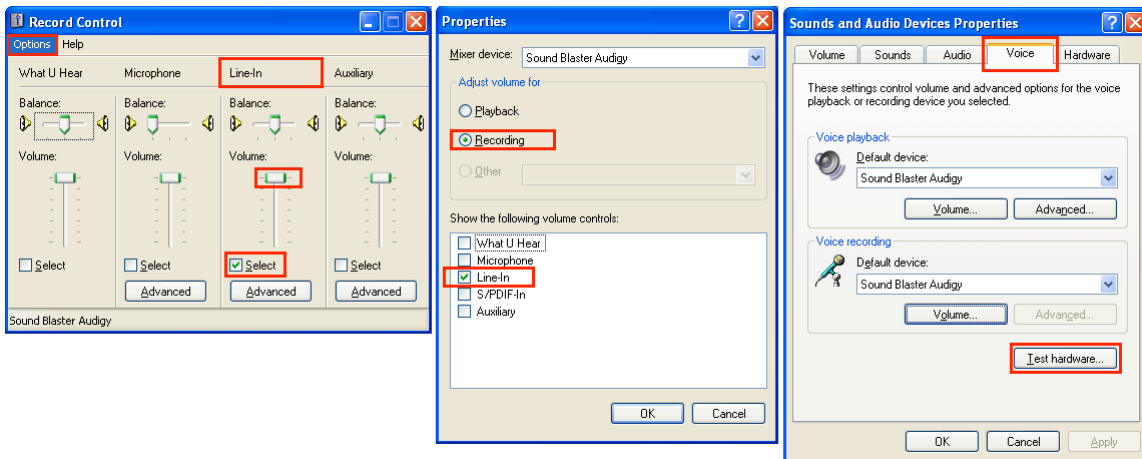 Record Control
Options Help
What U Hear Microphone Line-In Auxiliary
Balance: Balance: Balance: Balance:
Volume: Volume: Volume: Volume:
Select Select Select Select
Advanced Advanced Advanced
Sound Blaster Audigy
Properties
Mixer device: Sound Blaster Audigy
Adjust volume for
Playback
Recording
Other
Show the following volume controls:
What U Hear
Microphone
Line-In
S/PDIF-In
Auxiliary
OK Cancel
Sounds and Audio Devices Properties
Volume Sounds Audio Voice Hardware
These settings control volume and advanced options for the voice
playback or recording device you selected.
Voice playback
Default device:
Sound Blaster Audigy
Volume... Advanced...
Voice recording
Default device:
Sound Blaster Audigy
Volume... Advanced...
Test hardware...
OK Cancel Apply